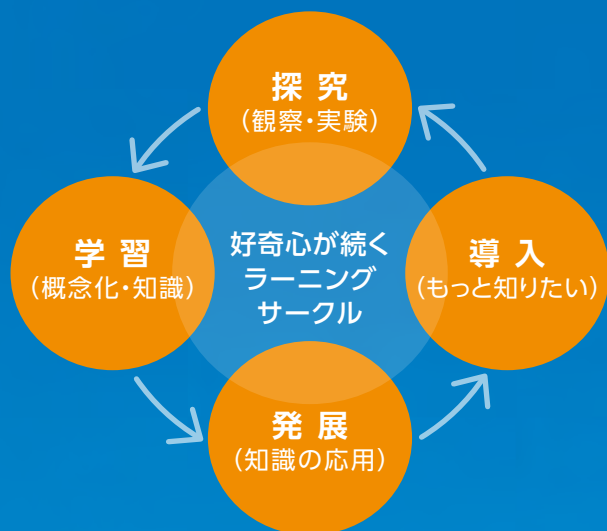 探究
(観察・実験)
学習
(概念化・知識)
好奇心が続く
ラーニング
サークル
導入
(もっと知りたい)
発展
(知識の応用)